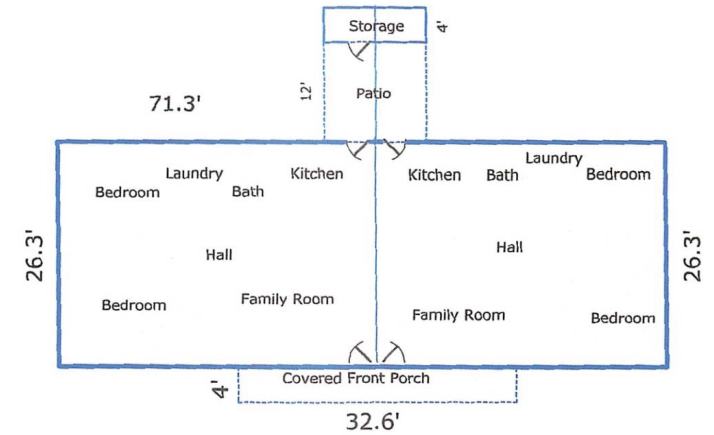 Storage
4'
12'
Patio
71.3'
Laundry
Kitchen
Bedroom
Bath
Hall
Bedroom
Family Room
Kitchen
Bath
Laundry
Bedroom
Hall
Family Room
Bedroom
26.3'
26.3'
Covered Front Porch
4'
32.6'